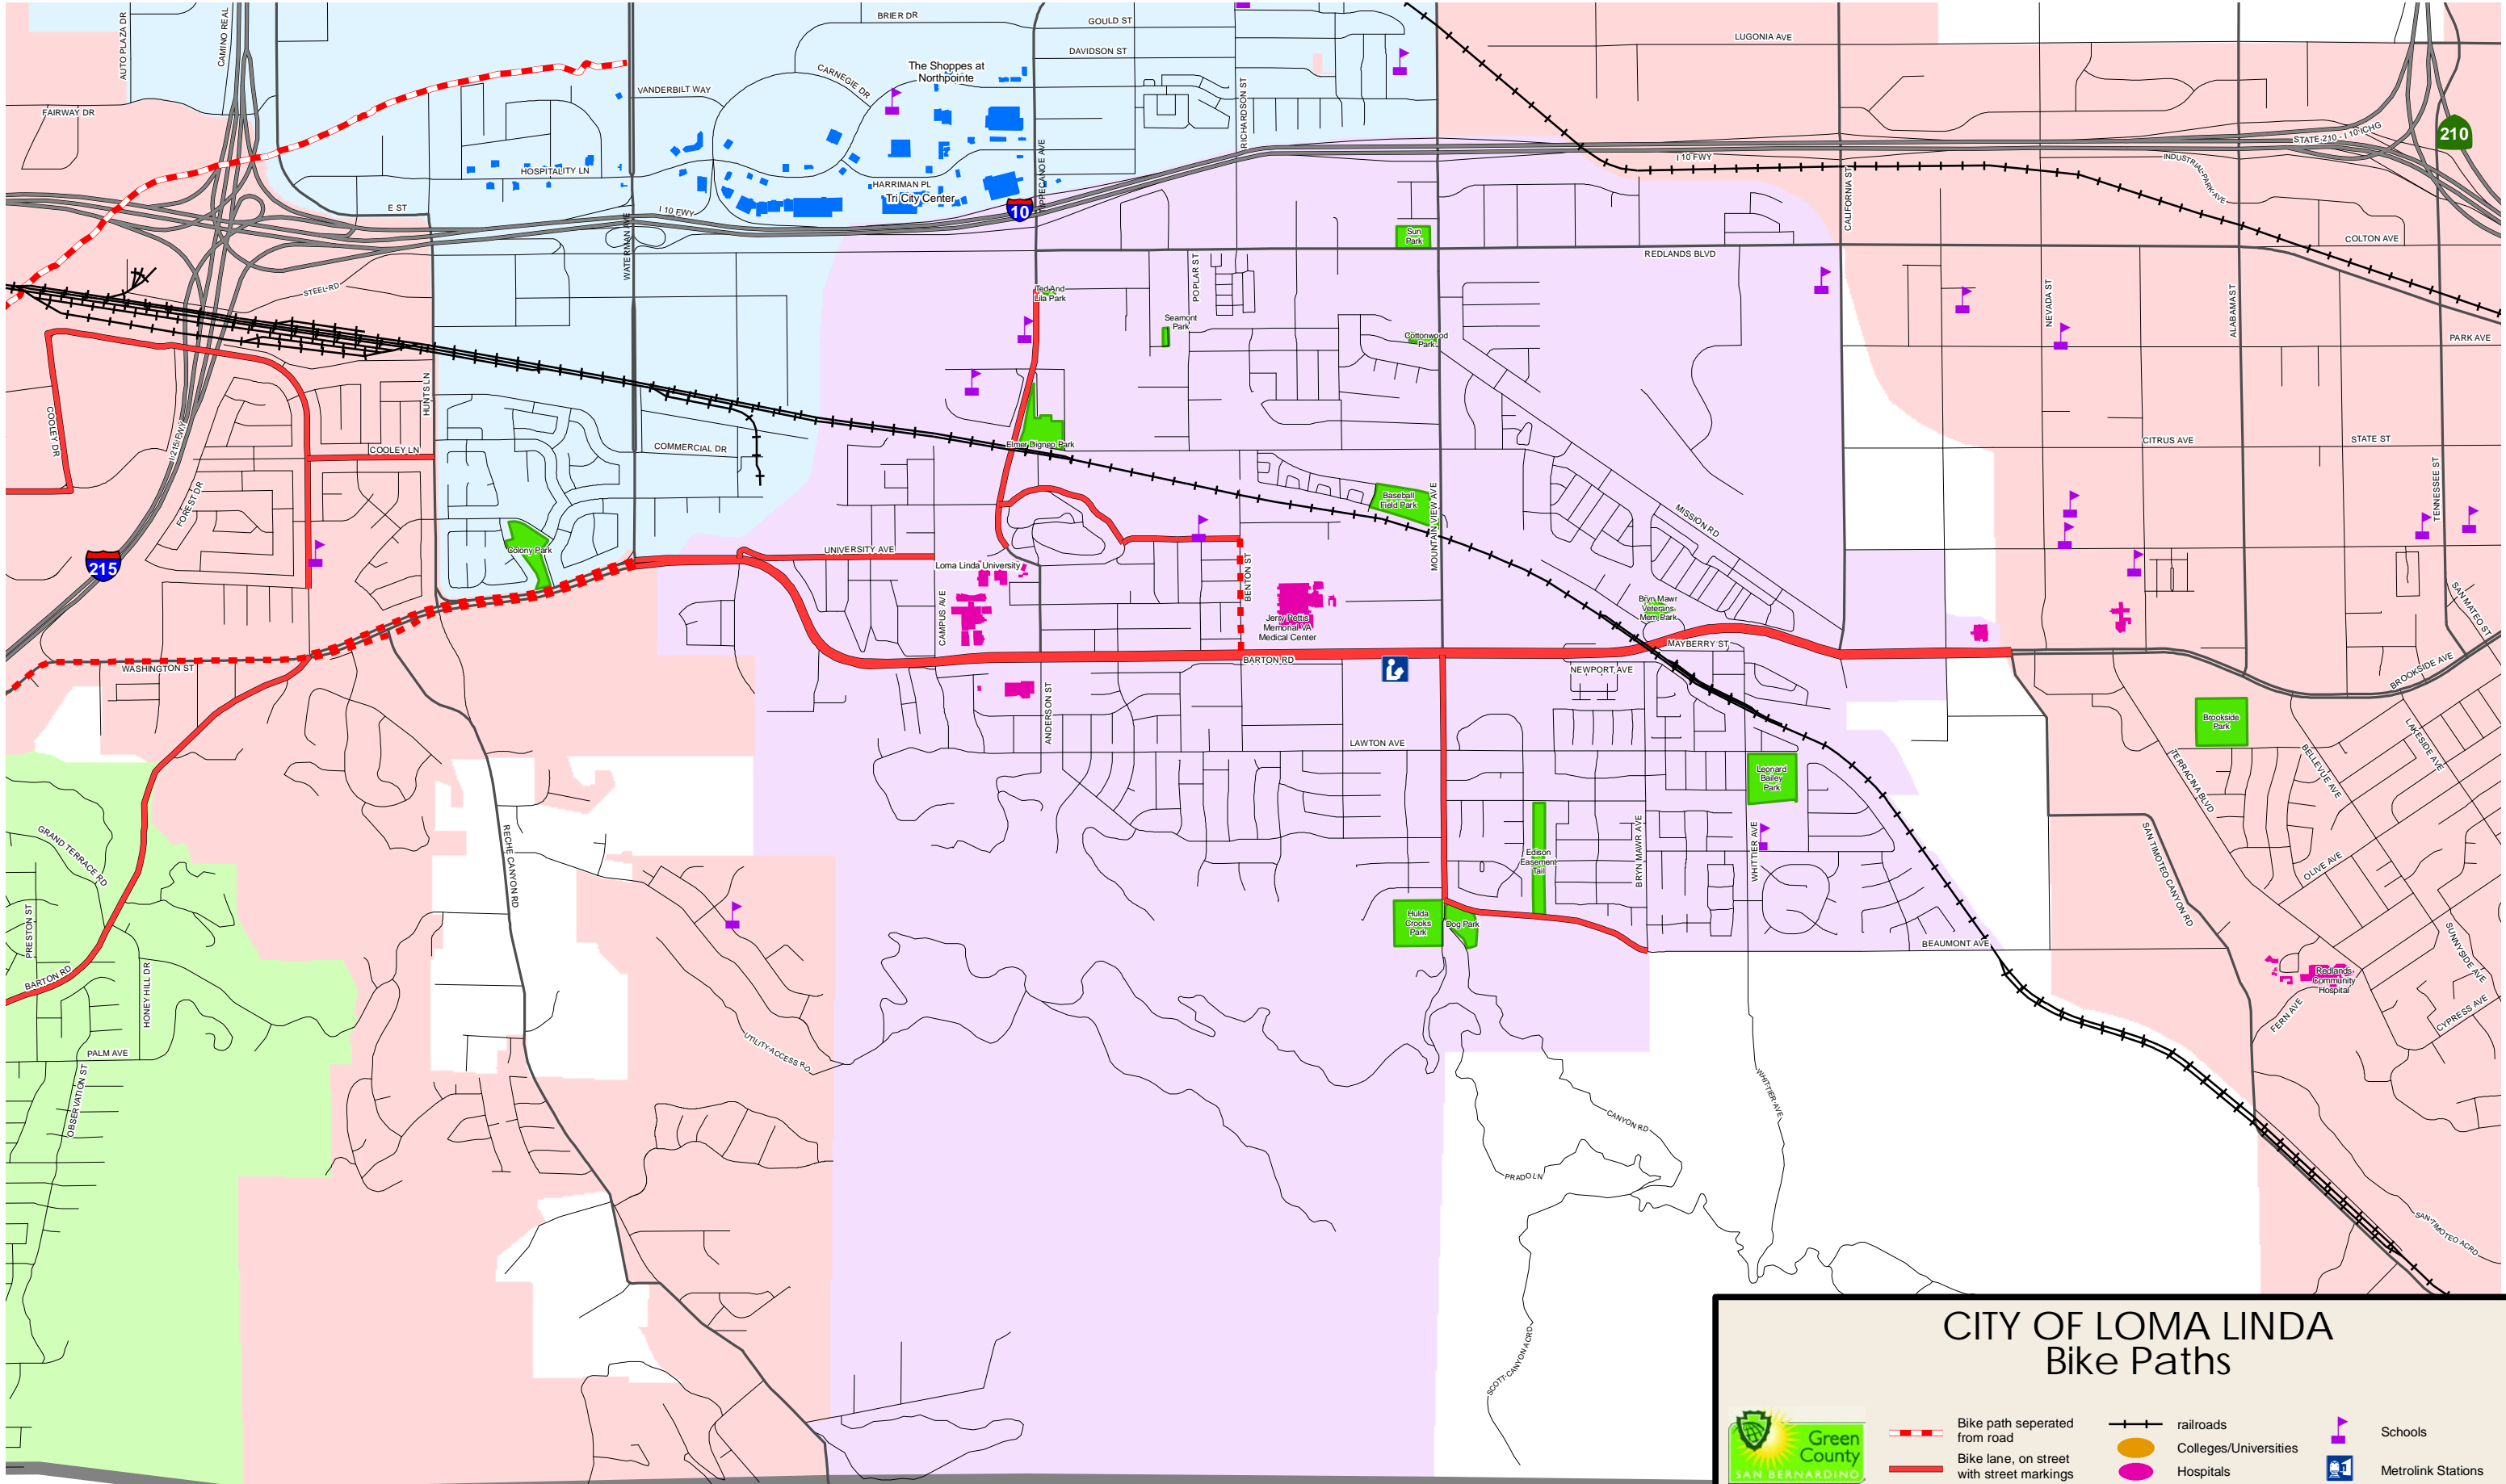 AUTO PLAZA DR
CAMINO REAL
BRIER DR
GOULD ST
DAVIDSON ST
LUGONIA AVE
The Shoppes at
Northpointe
CARNEGIE DR
VANDERBILT WAY
RICHARDSON ST
FAIRWAY DR
STATE 210 - I 10 ICHG
210
I 10 FWY
INDUSTRIAL PARK AVE
HOSPITALITY LN
HARRIMAN PL
Tri City Center
TIPPECANOE AVE
CALIFORNIA ST
E ST
I 10 FWY
10
WATERMAN AVE
Sun
Park
COLTON AVE
REDLANDS BLVD
STEEL RD
Ted And
Lila Park
POPLAR ST
NEVADA ST
ALABAMA ST
Seamont
Park
Cottonwood
Park
PARK AVE
HUNTS LN
COOLEY DR
I 215 FWY
COOLEY LN
COMMERCIAL DR
Elmer Digneo Park
CITRUS AVE
STATE ST
TENNESSEE ST
FOREST DR
Baseball
Field Park
MOUNTAIN VIEW AVE
MISSION RD
Colony Park
UNIVERSITY AVE
215
Loma Linda University
BENTON ST
CAMPUS AVE
Jerry Pettis
Memorial VA
Medical Center
Bryn Mawr
Veterans
Mem Park
SAN MATEO ST
MAYBERRY ST
WASHINGTON ST
BARTON RD
NEWPORT AVE
BROOKSIDE AVE
ANDERSON ST
Brookside
Park
LAKESIDE AVE
LAWTON AVE
BELLEVUE AVE
TERRACINA BLVD
Leonard
Bailey
Park
GRAND TERRACE RD
RECHE CANYON RD
BRYN MAWR AVE
WHITTIER AVE
SAN TIMOTEO CANYON RD
OLIVE AVE
Edison
Easement
Tail
PRESTON ST
Hulda
Crooks
Park
Dog Park
BEAUMONT AVE
SUNNYSIDE AVE
BARTON RD
HONEY HILL DR
Redlands
Community
Hospital
FERN AVE
CYPRESS AVE
PALM AVE
UTILITY ACCESS RD
OBSERVATION ST
WHITTIER AVE
CANYON RD
PRADO LN
SAN TIMOTEO ACRD
SCOTT CANYON ACRD
CITY OF LOMA LINDA
Bike Paths
Green
County
SAN BERNARDINO
Bike path seperated
from road
Bike lane, on street
with street markings
railroads
Colleges/Universities
Hospitals
Schools
Metrolink Stations